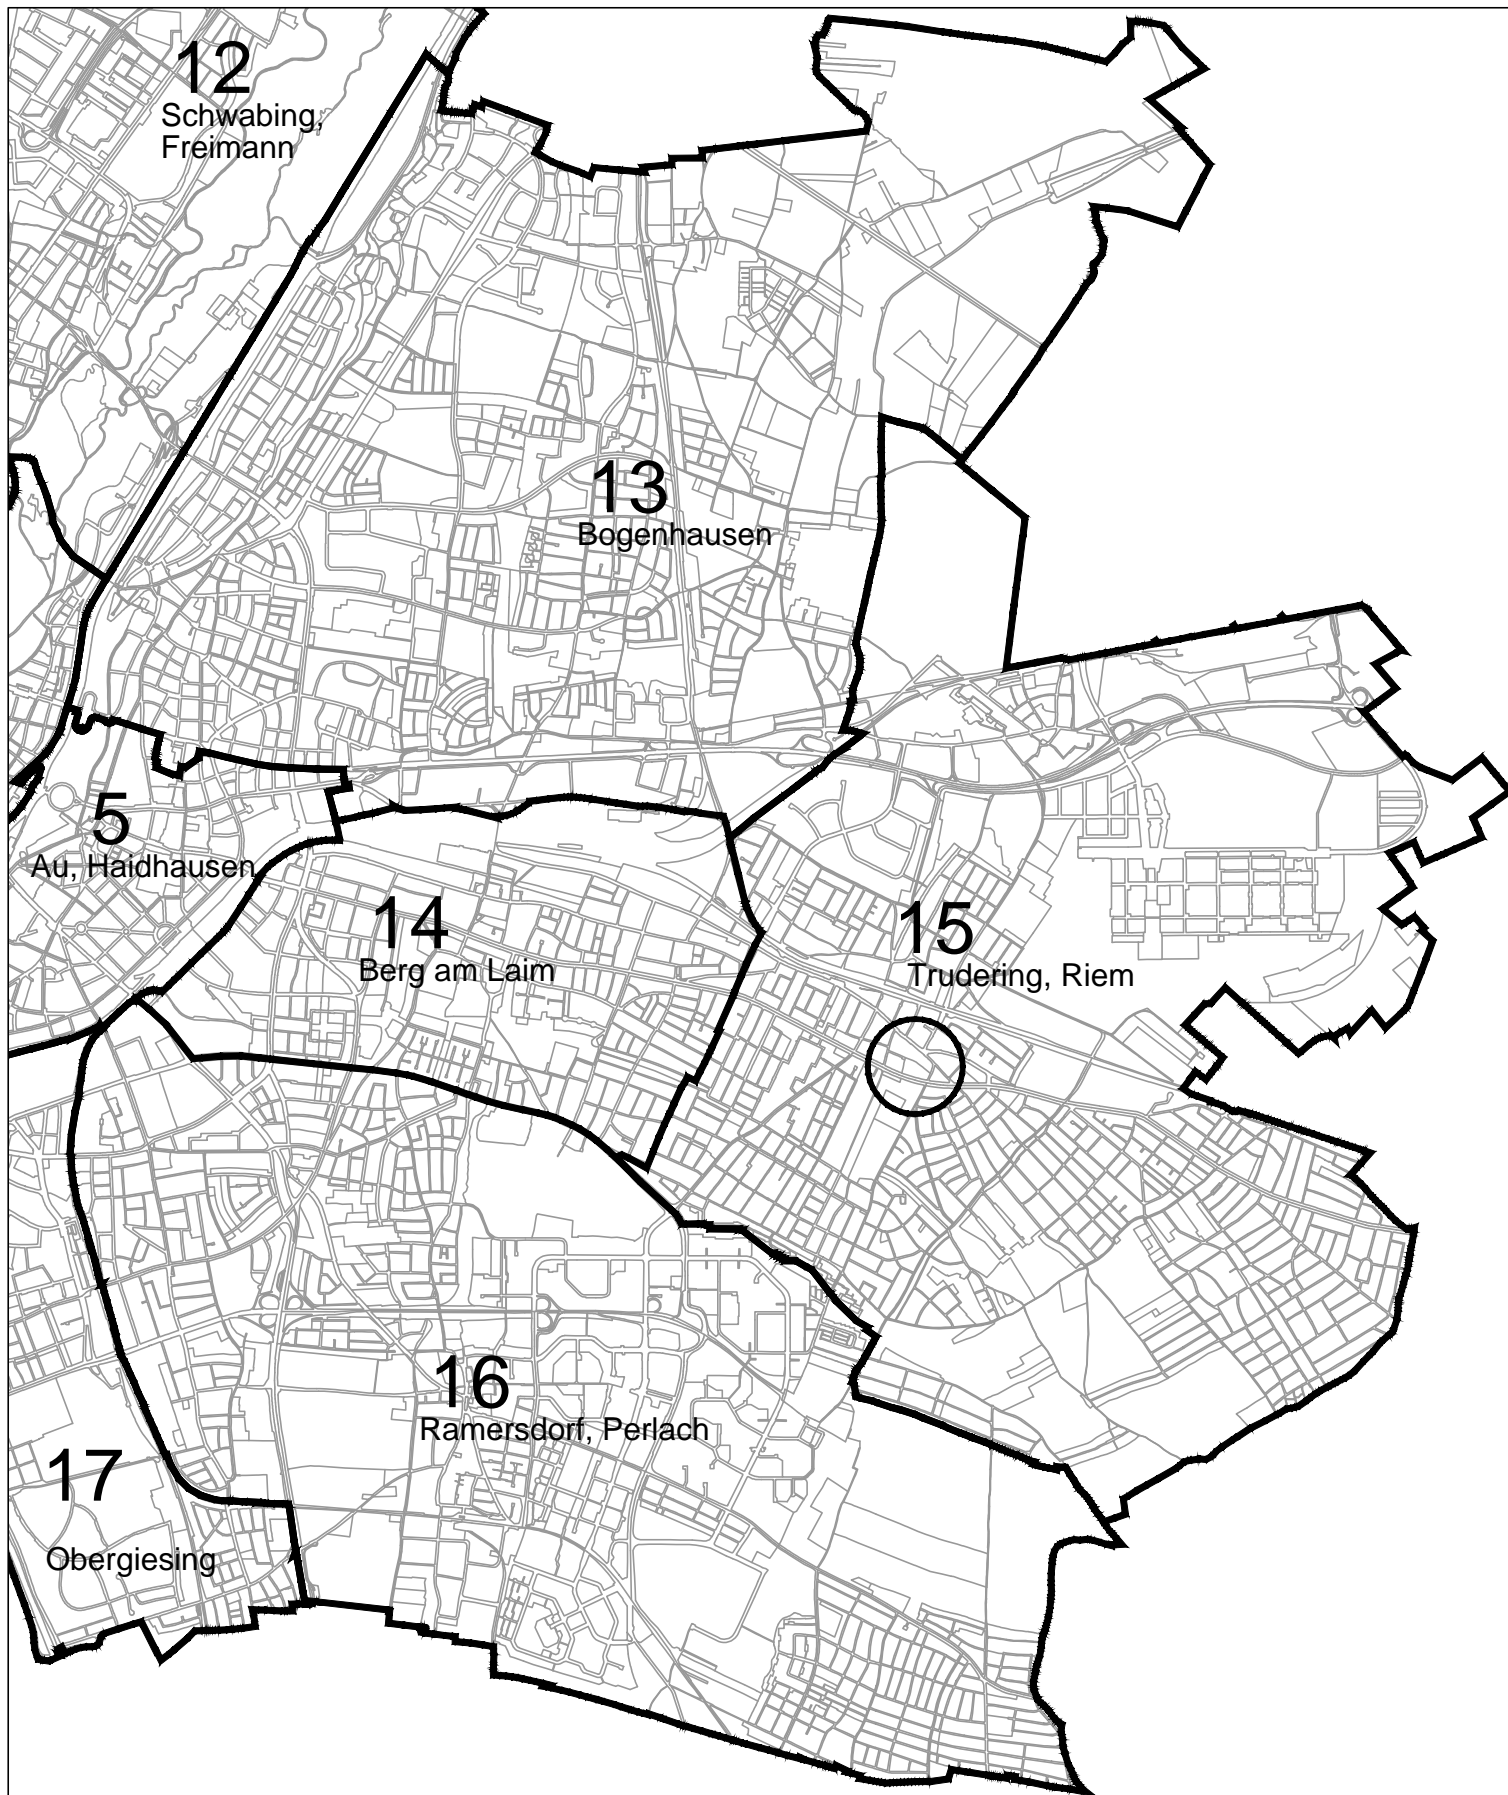 12
Schwabing,
Freimann
13
Bogenhausen
5
Au, Haidhausen
14
Berg am Laim
15
Trudering, Riem
16
Ramersdorf, Perlach
17
Obergiesing